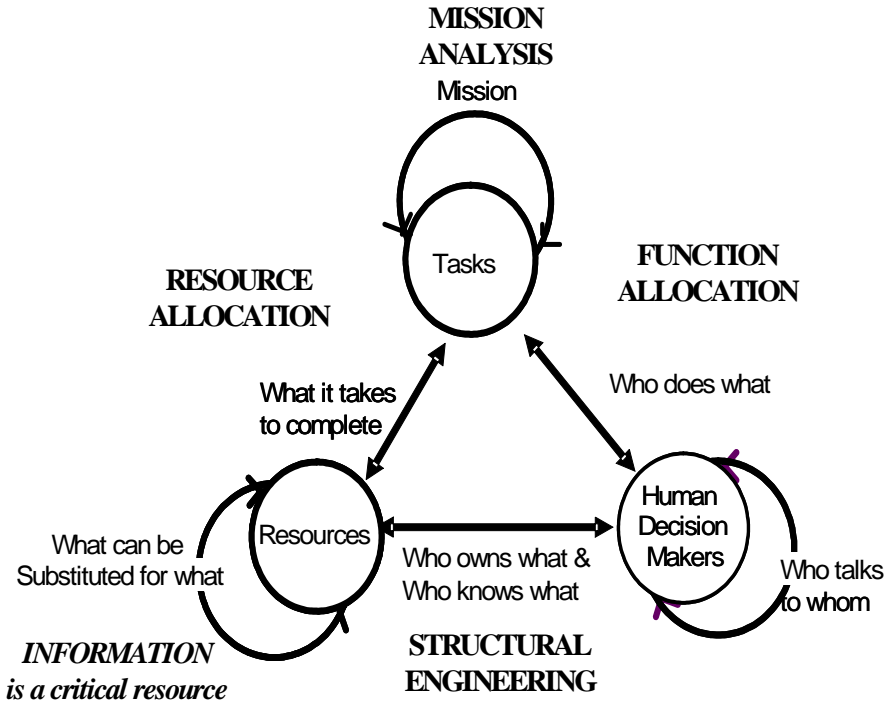 MISSION
ANALYSIS
Mission
Tasks
RESOURCE
ALLOCATION
FUNCTION
ALLOCATION
What it takes
to complete
Who does what
Resources
Human
Decision
Makers
What can be
Substituted for what
Who owns what &
Who knows what
Who talks
to whom
INFORMATION
is a critical resource
STRUCTURAL
ENGINEERING